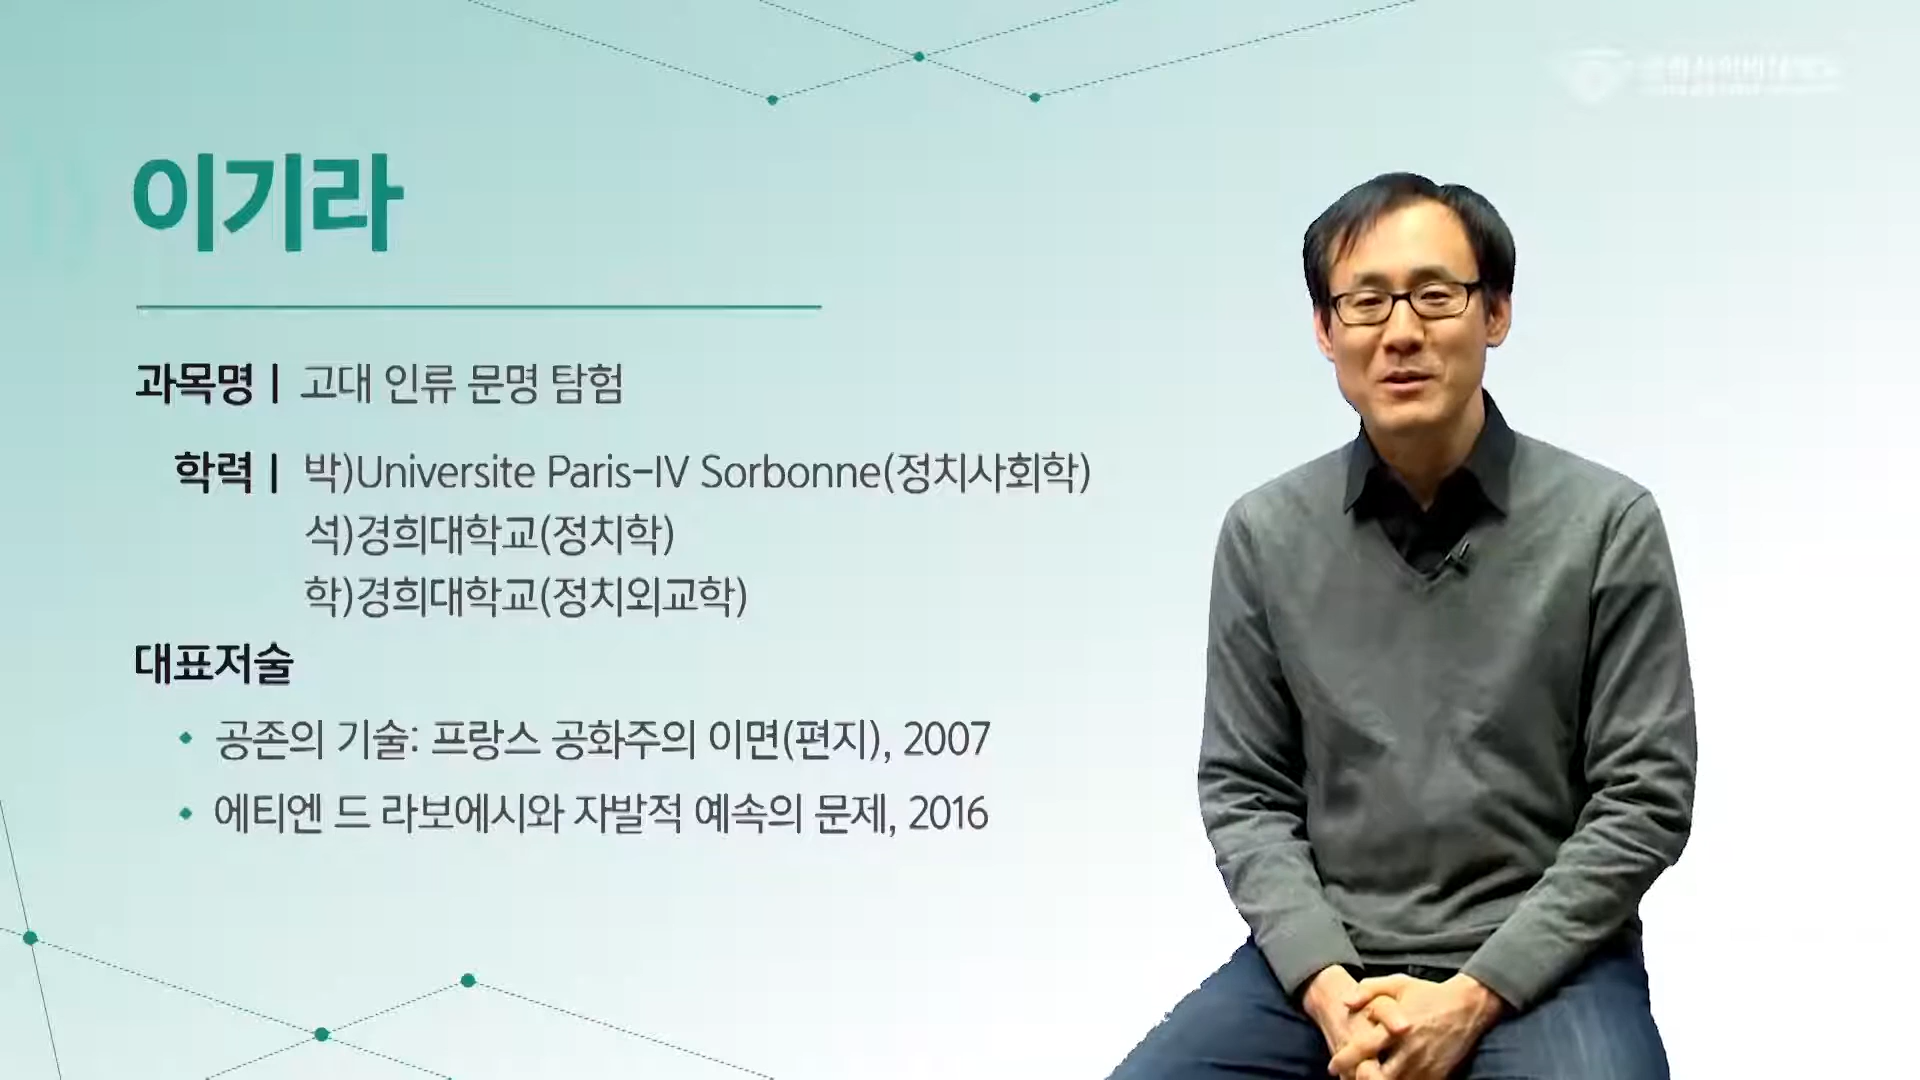 이기라
과목명 | 고대 인류 문명 탐험
학력 | 박)Universite Paris-IV Sorbonne(정치사회학)
석)경희대학교(정치학)
학)경희대학교(정치외교학)
대표저술
• 공존의 기술: 프랑스 공화주의 이면(편지), 2007
• 에티엔 드 라보에시와 자발적 예속의 문제, 2016